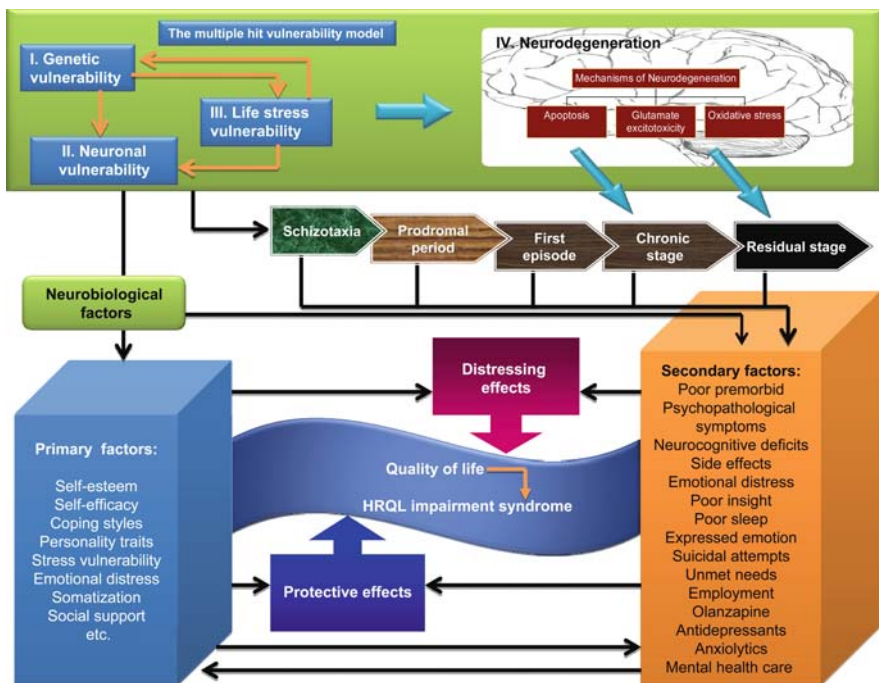 The multiple hit vulnerability model
I. Genetic
vulnerability
III. Life stress
vulnerability
II. Neuronal
vulnerability
IV. Neurodegeneration
Mechanisms of Neurodegeneration
Apoptosis
Glutamate
excitotoxicity
Oxidative stress
Schizotaxia
Prodromal
period
First
episode
Chronic
stage
Residual stage
Neurobiological
factors
Primary factors:
Self-esteem
Self-efficacy
Coping styles
Personality traits
Stress vulnerability
Emotional distress
Somatization
Social support
etc.
Distressing
effects
Quality of life
HRQL impairment syndrome
Protective effects
Secondary factors:
Poor premorbid
Psychopathological
symptoms
Neurocognitive deficits
Side effects
Emotional distress
Poor insight
Poor sleep
Expressed emotion
Suicidal attempts
Unmet needs
Employment
Olanzapine
Antidepressants
Anxiolytics
Mental health care